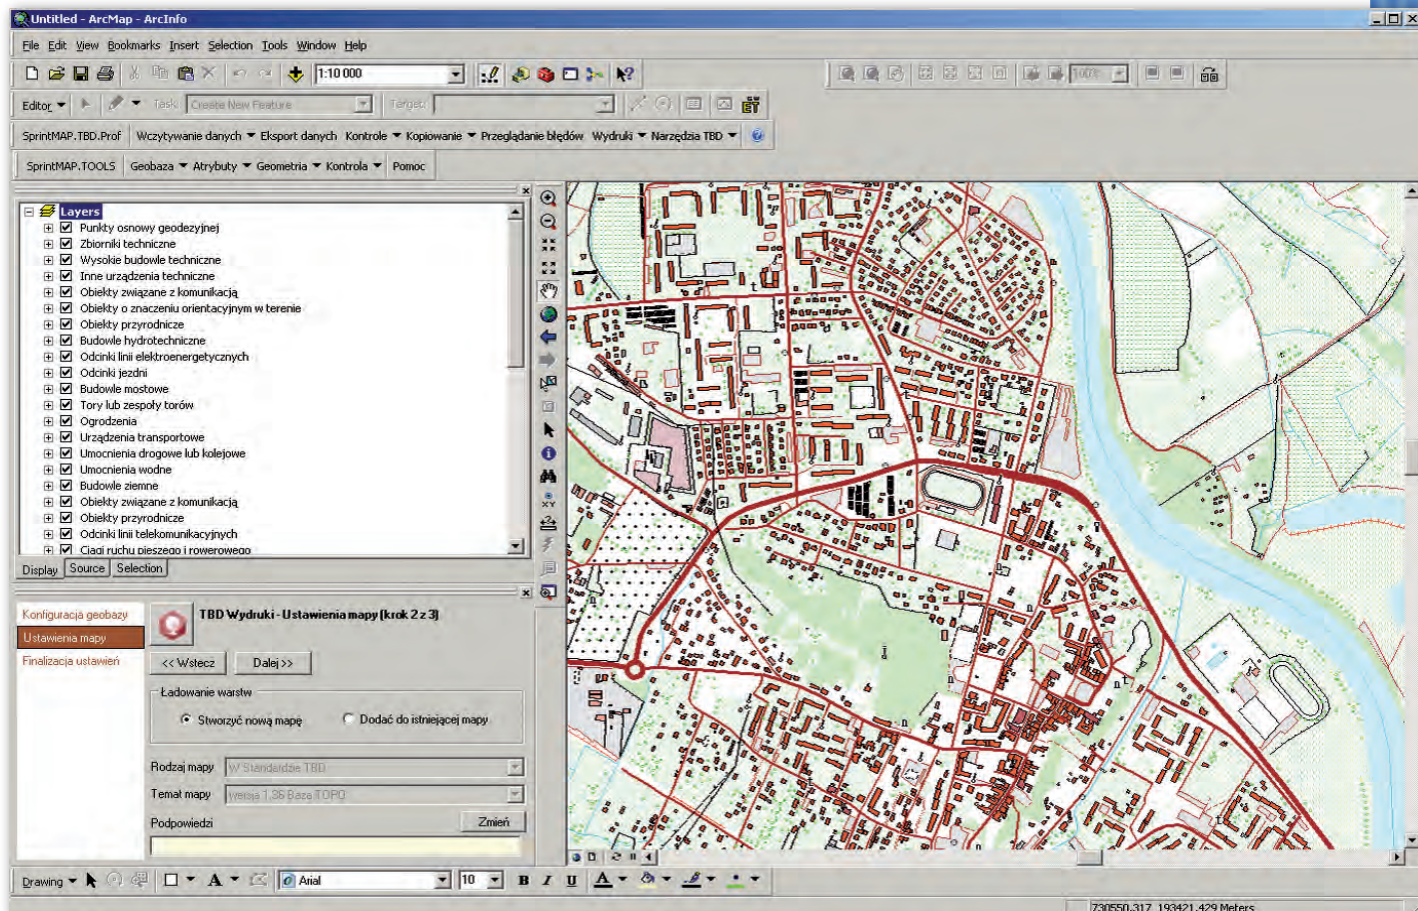 Untitled - ArcMap - ArcInfo
File Edit View Bookmarks Insert Selection Tools Window Help
1:10 000
100%
Editor Task: Create New Feature Target:
SprintMAP.TBD.Prof Wczytywanie danych Eksport danych Kontrole Kopiowanie Przeglądanie błędów Wydruki Narzędzia TBD
SprintMAP.TOOLS Geobaza Atrybuty Geometria Kontrola Pomoc
Layers
Punkty osnowy geodezyjnej
Zbiorniki techniczne
Wysokie budowle techniczne
Inne urządzenia techniczne
Obiekty związane z komunikacją
Obiekty o znaczeniu orientacyjnym w terenie
Obiekty przyrodnicze
Budowle hydrotechniczne
Odcinki linii elektroenergetycznych
Odcinki jezdni
Budowle mostowe
Tory lub zespoły torów
Ogrodzenia
Urządzenia transportowe
Umocnienia drogowe lub kolejowe
Umocnienia wodne
Budowle ziemne
Obiekty związane z komunikacją
Obiekty przyrodnicze
Odcinki linii telekomunikacyjnych
Ciągi ruchu pieszego i rowerowego
Display Source Selection
Konfiguracja geobazy
Ustawienia mapy
Finalizacja ustawień
TBD Wydruki - Ustawienia mapy (krok 2 z 3)
<< Wstecz Dalej >>
Ładowanie warstw
Stworzyć nową mapę Dodać do istniejącej mapy
Rodzaj mapy W Standardzie TBD
Temat mapy wersja 1.36 Baza TOPO
Podpowiedzi Zmień
Drawing A Arial 10 B I U A
730550,317 193421,429 Meters